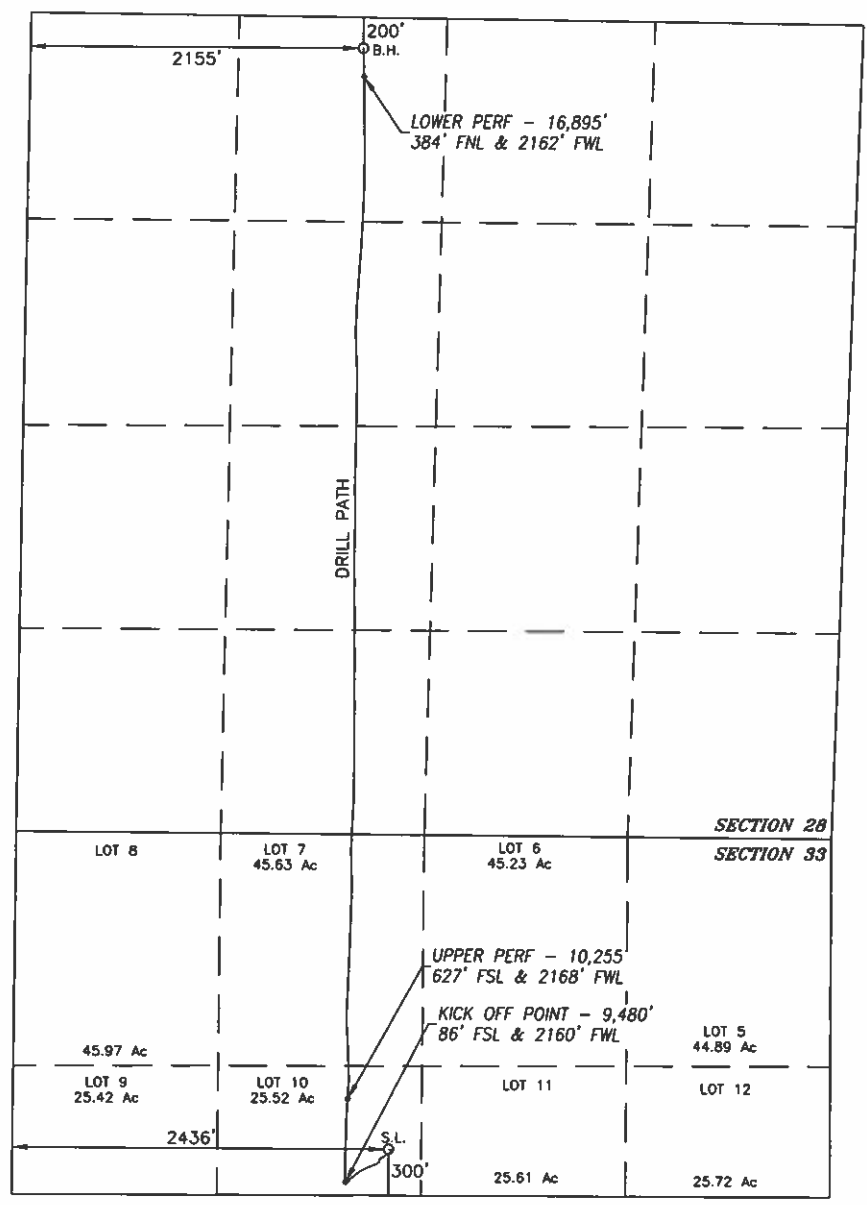 200'
2155'
B.H.
LOWER PERF - 16,895'
384' FNL & 2162' FWL
DRILL PATH
SECTION 28
SECTION 33
LOT 8
LOT 7
45.63 Ac
LOT 6
45.23 Ac
UPPER PERF - 10,255
627' FSL & 2168' FWL
KICK OFF POINT - 9,480'
86' FSL & 2160' FWL
LOT 5
44.89 Ac
45.97 Ac
LOT 9
25.42 Ac
LOT 10
25.52 Ac
LOT 11
LOT 12
2436'
S.L.
300'
25.61 Ac
25.72 Ac